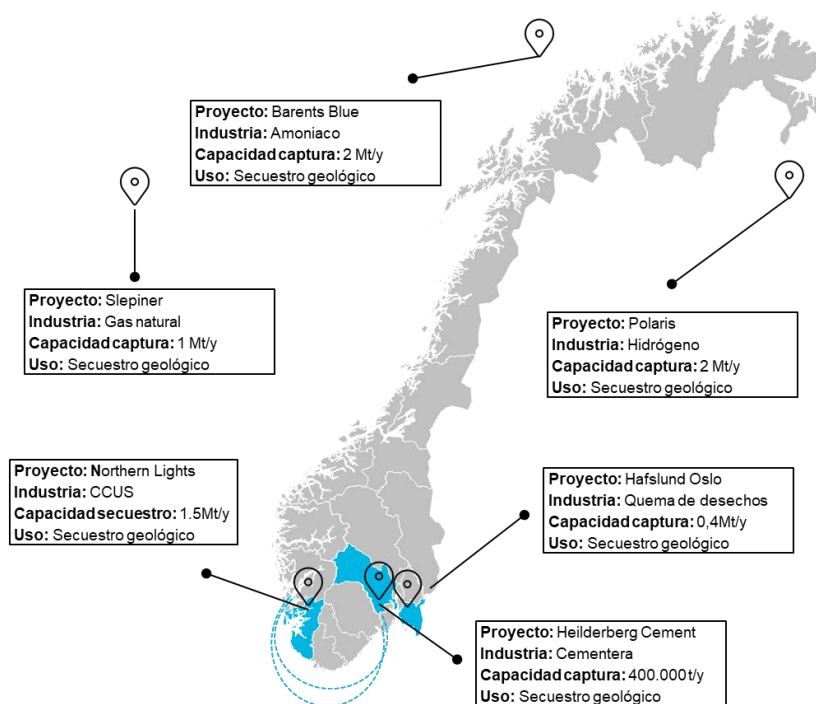 Proyecto: Barents Blue
Industria: Amoniaco
Capacidad captura: 2 Mt/y
Uso: Secuestro geológico
Proyecto: Slepiner
Industria: Gas natural
Capacidad captura: 1 Mt/y
Uso: Secuestro geológico
Proyecto: Polaris
Industria: Hidrógeno
Capacidad captura: 2 Mt/y
Uso: Secuestro geológico
Proyecto: Northern Lights
Industria: CCUS
Capacidad secuestro: 1.5Mt/y
Uso: Secuestro geológico
Proyecto: Hafslund Oslo
Industria: Quema de desechos
Capacidad captura: 0,4Mt/y
Uso: Secuestro geológico
Proyecto: Heilderberg Cement
Industria: Cementera
Capacidad captura: 400.000 t/y
Uso: Secuestro geológico